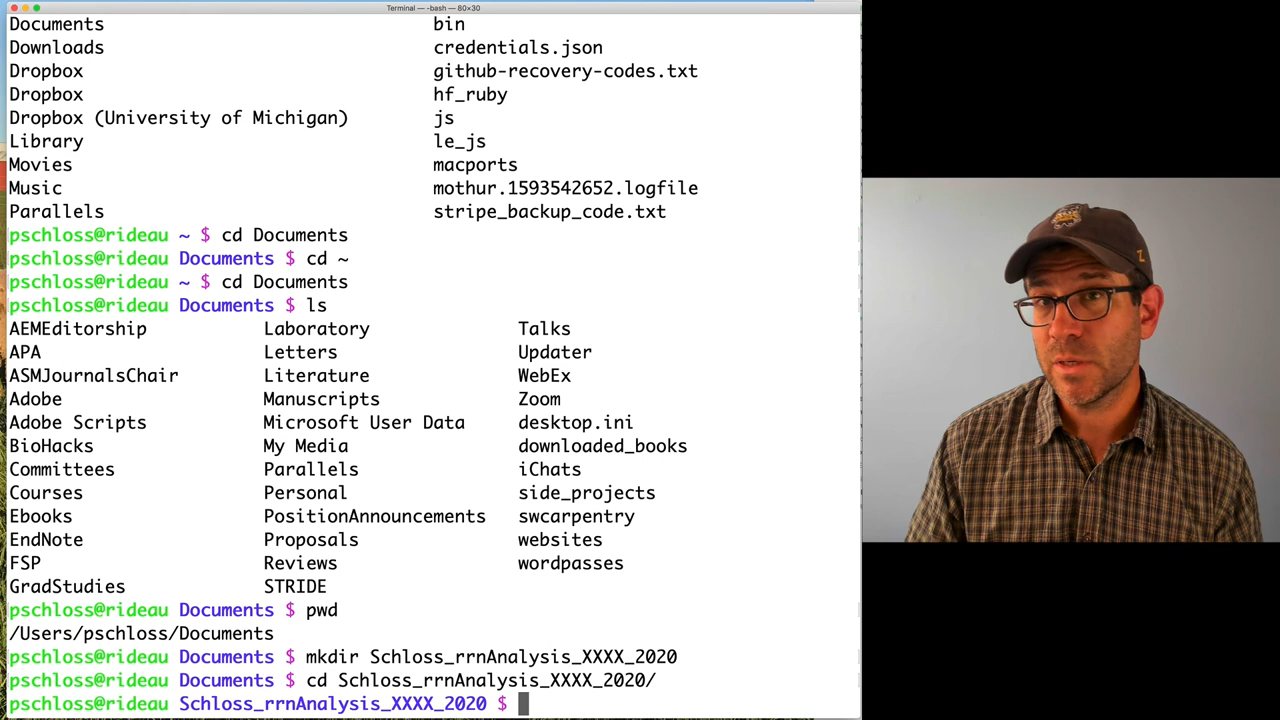 Terminal — -bash — 80×30
Documents bin
Downloads credentials.json
Dropbox github-recovery-codes.txt
Dropbox hf_ruby
Dropbox (University of Michigan) js
Library le_js
Movies macports
Music mothur.1593542652.logfile
Parallels stripe_backup_code.txt
pschloss@rideau ~ $ cd Documents
pschloss@rideau Documents $ cd ~
pschloss@rideau ~ $ cd Documents
pschloss@rideau Documents $ ls
AEMEditorship Laboratory Talks
APA Letters Updater
ASMJournalsChair Literature WebEx
Adobe Manuscripts Zoom
Adobe Scripts Microsoft User Data desktop.ini
BioHacks My Media downloaded_books
Committees Parallels iChats
Courses Personal side_projects
Ebooks PositionAnnouncements swcarpentry
EndNote Proposals websites
FSP Reviews wordpasses
GradStudies STRIDE
pschloss@rideau Documents $ pwd
/Users/pschloss/Documents
pschloss@rideau Documents $ mkdir Schloss_rrnAnalysis_XXXX_2020
pschloss@rideau Documents $ cd Schloss_rrnAnalysis_XXXX_2020/
pschloss@rideau Schloss_rrnAnalysis_XXXX_2020 $